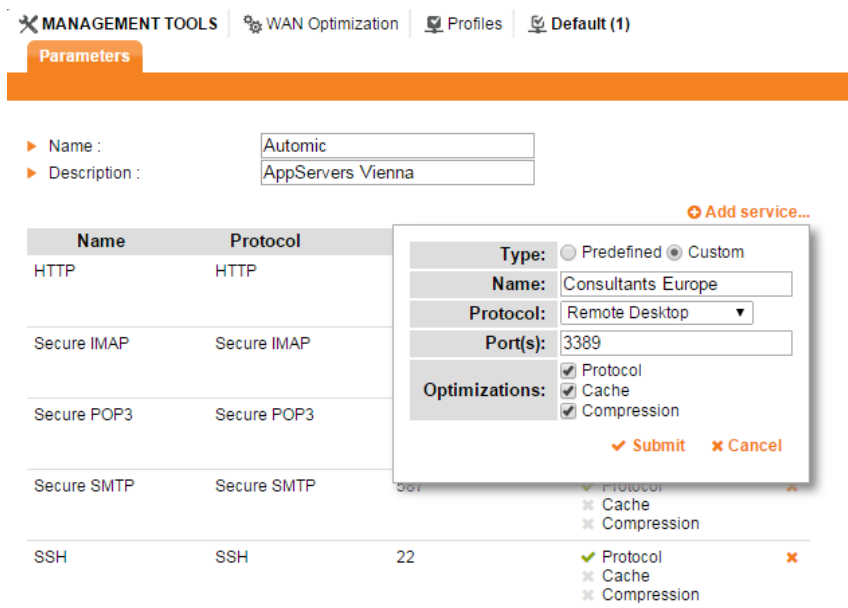 MANAGEMENT TOOLS WAN Optimization Profiles Default (1)
Parameters
Name : Automic
Description : AppServers Vienna
Add service...
Name Protocol
HTTP HTTP
Secure IMAP Secure IMAP
Secure POP3 Secure POP3
Secure SMTP Secure SMTP 587 Protocol
Cache
Compression
SSH SSH 22 Protocol
Cache
Compression
Type: Predefined Custom
Name: Consultants Europe
Protocol: Remote Desktop
Port(s): 3389
Optimizations: Protocol
Cache
Compression
Submit Cancel